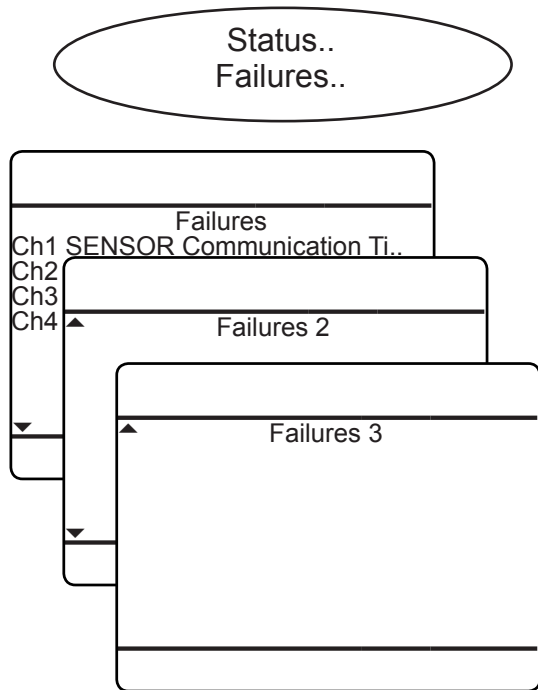 Status..
Failures..
Failures
Ch1 SENSOR Communication Ti..
Ch2
Ch3
Ch4
Failures 2
Failures 3